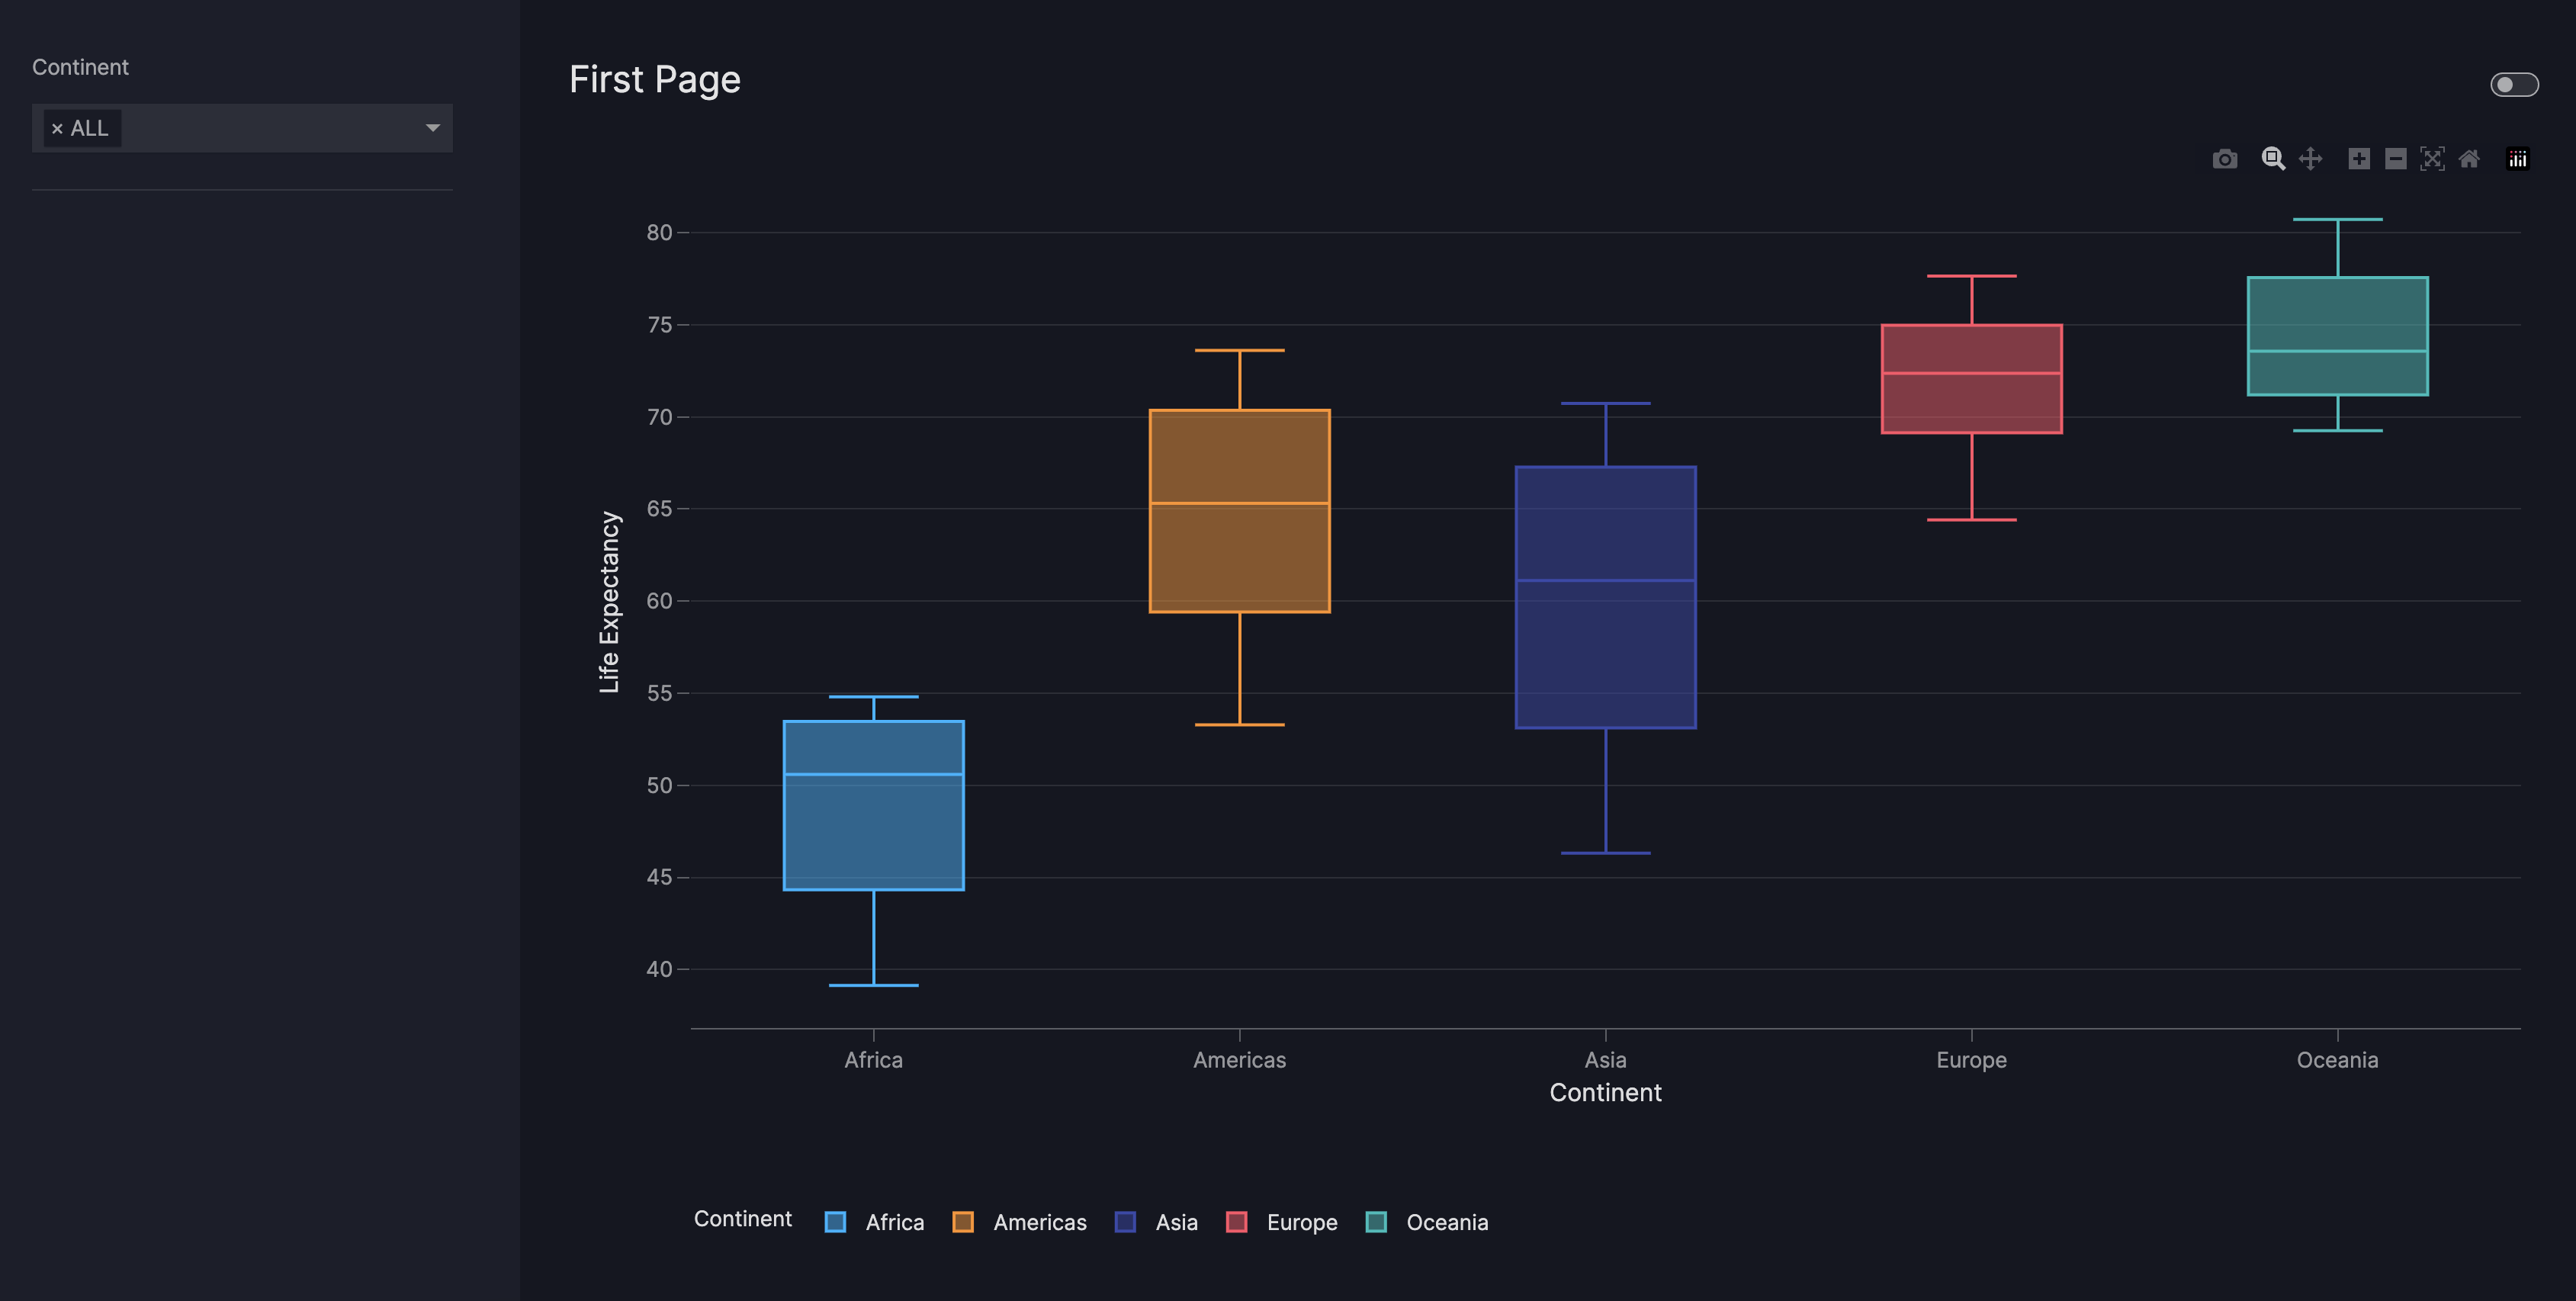 Continent
× ALL
First Page
80
75
70
65
60
55
50
45
40
Life Expectancy
Africa Americas Asia Europe Oceania
Continent
Continent Africa Americas Asia Europe Oceania